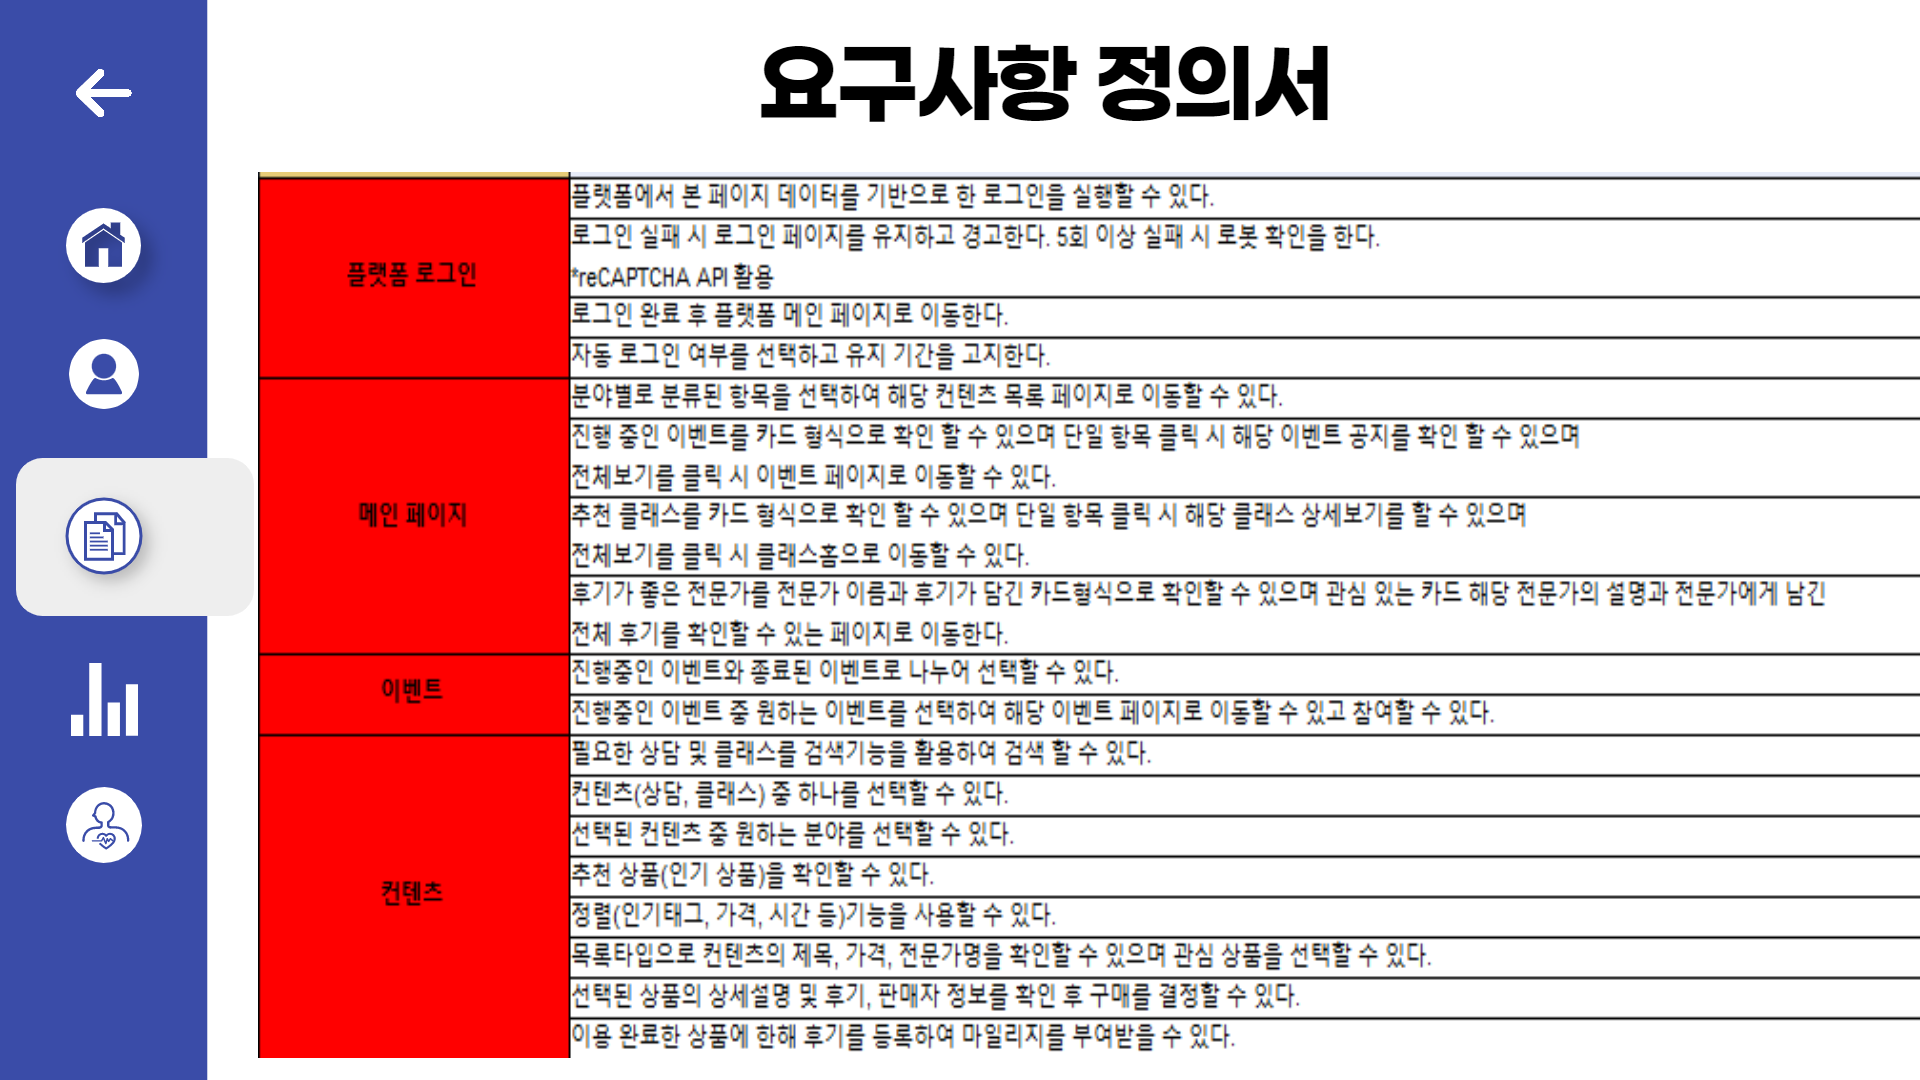 요구사항 정의서
플랫폼 로그인
플랫폼에서 본 페이지 데이터를 기반으로 한 로그인을 실행할 수 있다.
로그인 실패 시 로그인 페이지를 유지하고 경고한다. 5회 이상 실패 시 로봇 확인을 한다.
*reCAPTCHA API 활용
로그인 완료 후 플랫폼 메인 페이지로 이동한다.
자동 로그인 여부를 선택하고 유지 기간을 고지한다.
메인 페이지
분야별로 분류된 항목을 선택하여 해당 컨텐츠 목록 페이지로 이동할 수 있다.
진행 중인 이벤트를 카드 형식으로 확인 할 수 있으며 단일 항목 클릭 시 해당 이벤트 공지를 확인 할 수 있으며
전체보기를 클릭 시 이벤트 페이지로 이동할 수 있다.
추천 클래스를 카드 형식으로 확인 할 수 있으며 단일 항목 클릭 시 해당 클래스 상세보기를 할 수 있으며
전체보기를 클릭 시 클래스홈으로 이동할 수 있다.
후기가 좋은 전문가를 전문가 이름과 후기가 담긴 카드형식으로 확인할 수 있으며 관심 있는 카드 해당 전문가의 설명과 전문가에게 남긴
전체 후기를 확인할 수 있는 페이지로 이동한다.
이벤트
진행중인 이벤트와 종료된 이벤트로 나누어 선택할 수 있다.
진행중인 이벤트 중 원하는 이벤트를 선택하여 해당 이벤트 페이지로 이동할 수 있고 참여할 수 있다.
컨텐츠
필요한 상담 및 클래스를 검색기능을 활용하여 검색 할 수 있다.
컨텐츠(상담, 클래스) 중 하나를 선택할 수 있다.
선택된 컨텐츠 중 원하는 분야를 선택할 수 있다.
추천 상품(인기 상품)을 확인할 수 있다.
정렬(인기태그, 가격, 시간 등)기능을 사용할 수 있다.
목록타입으로 컨텐츠의 제목, 가격, 전문가명을 확인할 수 있으며 관심 상품을 선택할 수 있다.
선택된 상품의 상세설명 및 후기, 판매자 정보를 확인 후 구매를 결정할 수 있다.
이용 완료한 상품에 한해 후기를 등록하여 마일리지를 부여받을 수 있다.